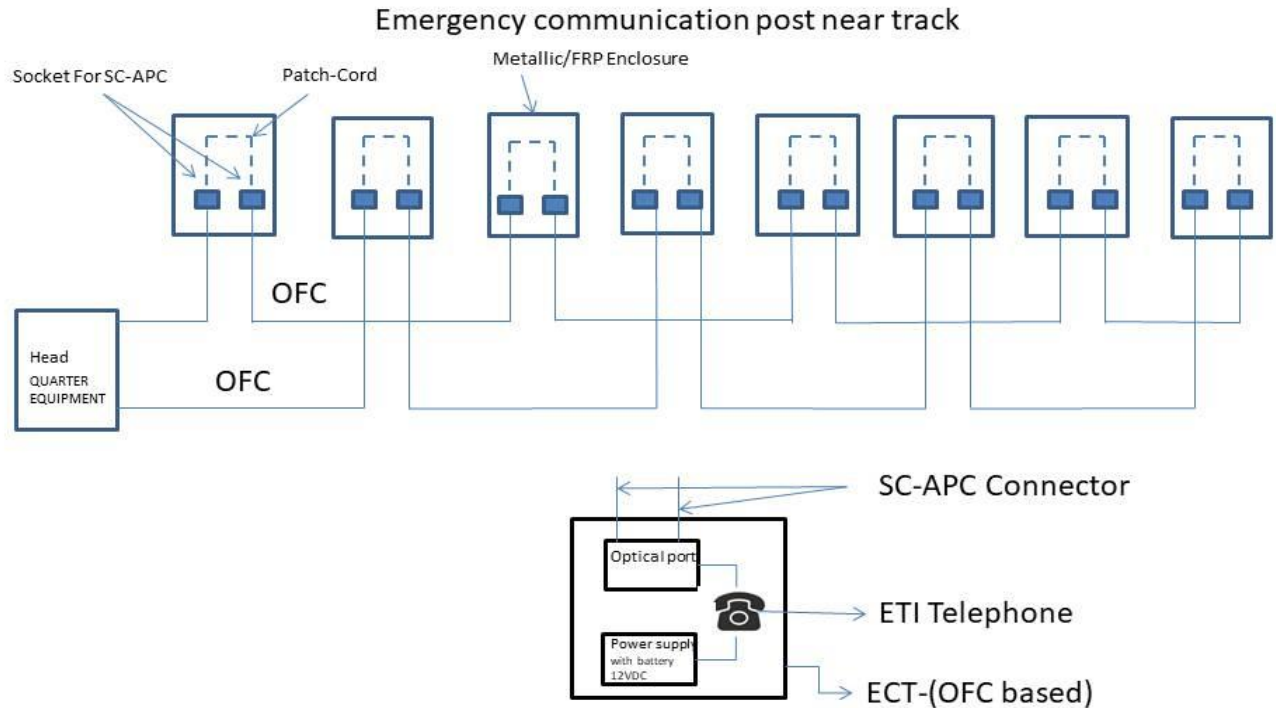 Emergency communication post near track
Metallic/FRP Enclosure
Socket For SC-APC
Patch-Cord
OFC
Head
QUARTER
EQUIPMENT
OFC
SC-APC Connector
Optical port
ETI Telephone
Power supply
with battery
12VDC
ECT-(OFC based)